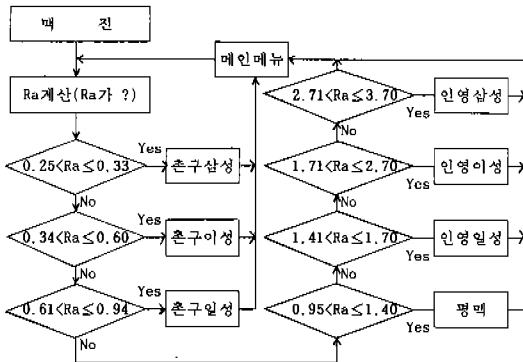 맥 진
메인메뉴
Ra계산(Ra가 ?)
0.25<Ra≤0.33
Yes
촌구삼성
No
0.34<Ra≤0.60
Yes
촌구이성
No
0.61<Ra≤0.94
Yes
촌구일성
No
2.71<Ra≤3.70
Yes
인영삼성
No
1.71<Ra≤2.70
Yes
인영이성
No
1.41<Ra≤1.70
Yes
인영일성
No
0.95<Ra≤1.40
Yes
평맥